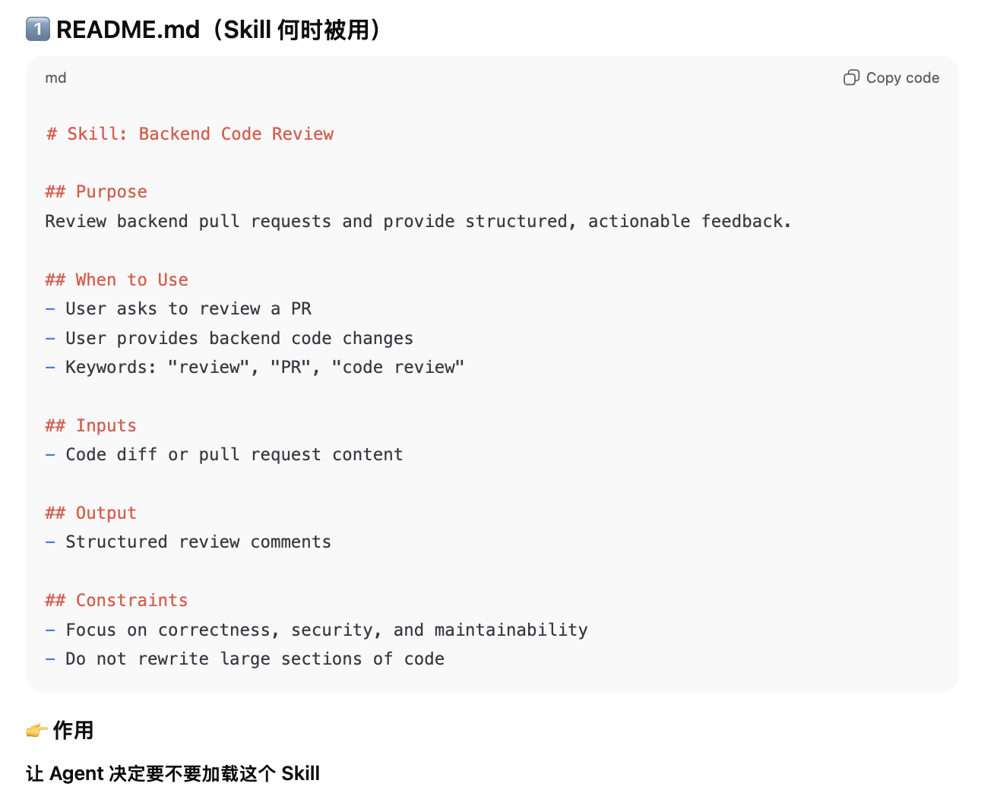 1️⃣ README.md（Skill 何时被用）
md
Copy code
# Skill: Backend Code Review
## Purpose
Review backend pull requests and provide structured, actionable feedback.
## When to Use
- User asks to review a PR
- User provides backend code changes
- Keywords: "review", "PR", "code review"
## Inputs
- Code diff or pull request content
## Output
- Structured review comments
## Constraints
- Focus on correctness, security, and maintainability
- Do not rewrite large sections of code
👉 作用
让 Agent 决定要不要加载这个 Skill